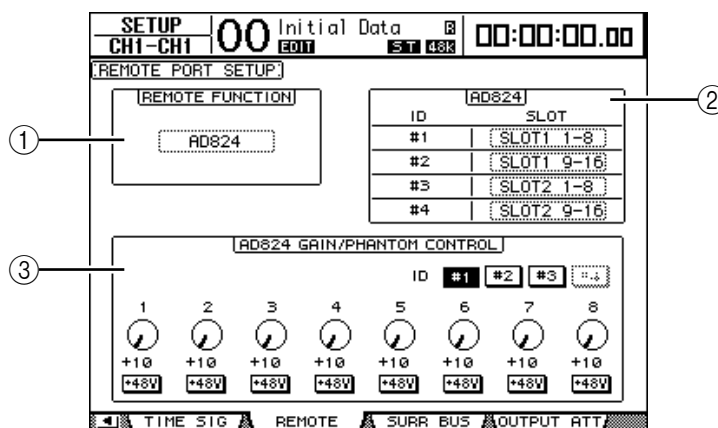 SETUP 00 Initial Data R 00:00:00.00
CH1-CH1 EDIT ST 48K
REMOTE PORT SETUP
REMOTE FUNCTION AD824 2
ID SLOT
1 AD824 #1 SLOT1 1-8
#2 SLOT1 9-16
#3 SLOT2 1-8
#4 SLOT2 9-16
AD824 GAIN/PHANTOM CONTROL
3 ID #1 #2 #3
1 2 3 4 5 6 7 8
+10 +10 +10 +10 +10 +10 +10 +10
+48V +48V +48V +48V +48V +48V +48V +48V
TIME SIG REMOTE SURR BUS OUTPUT ATT